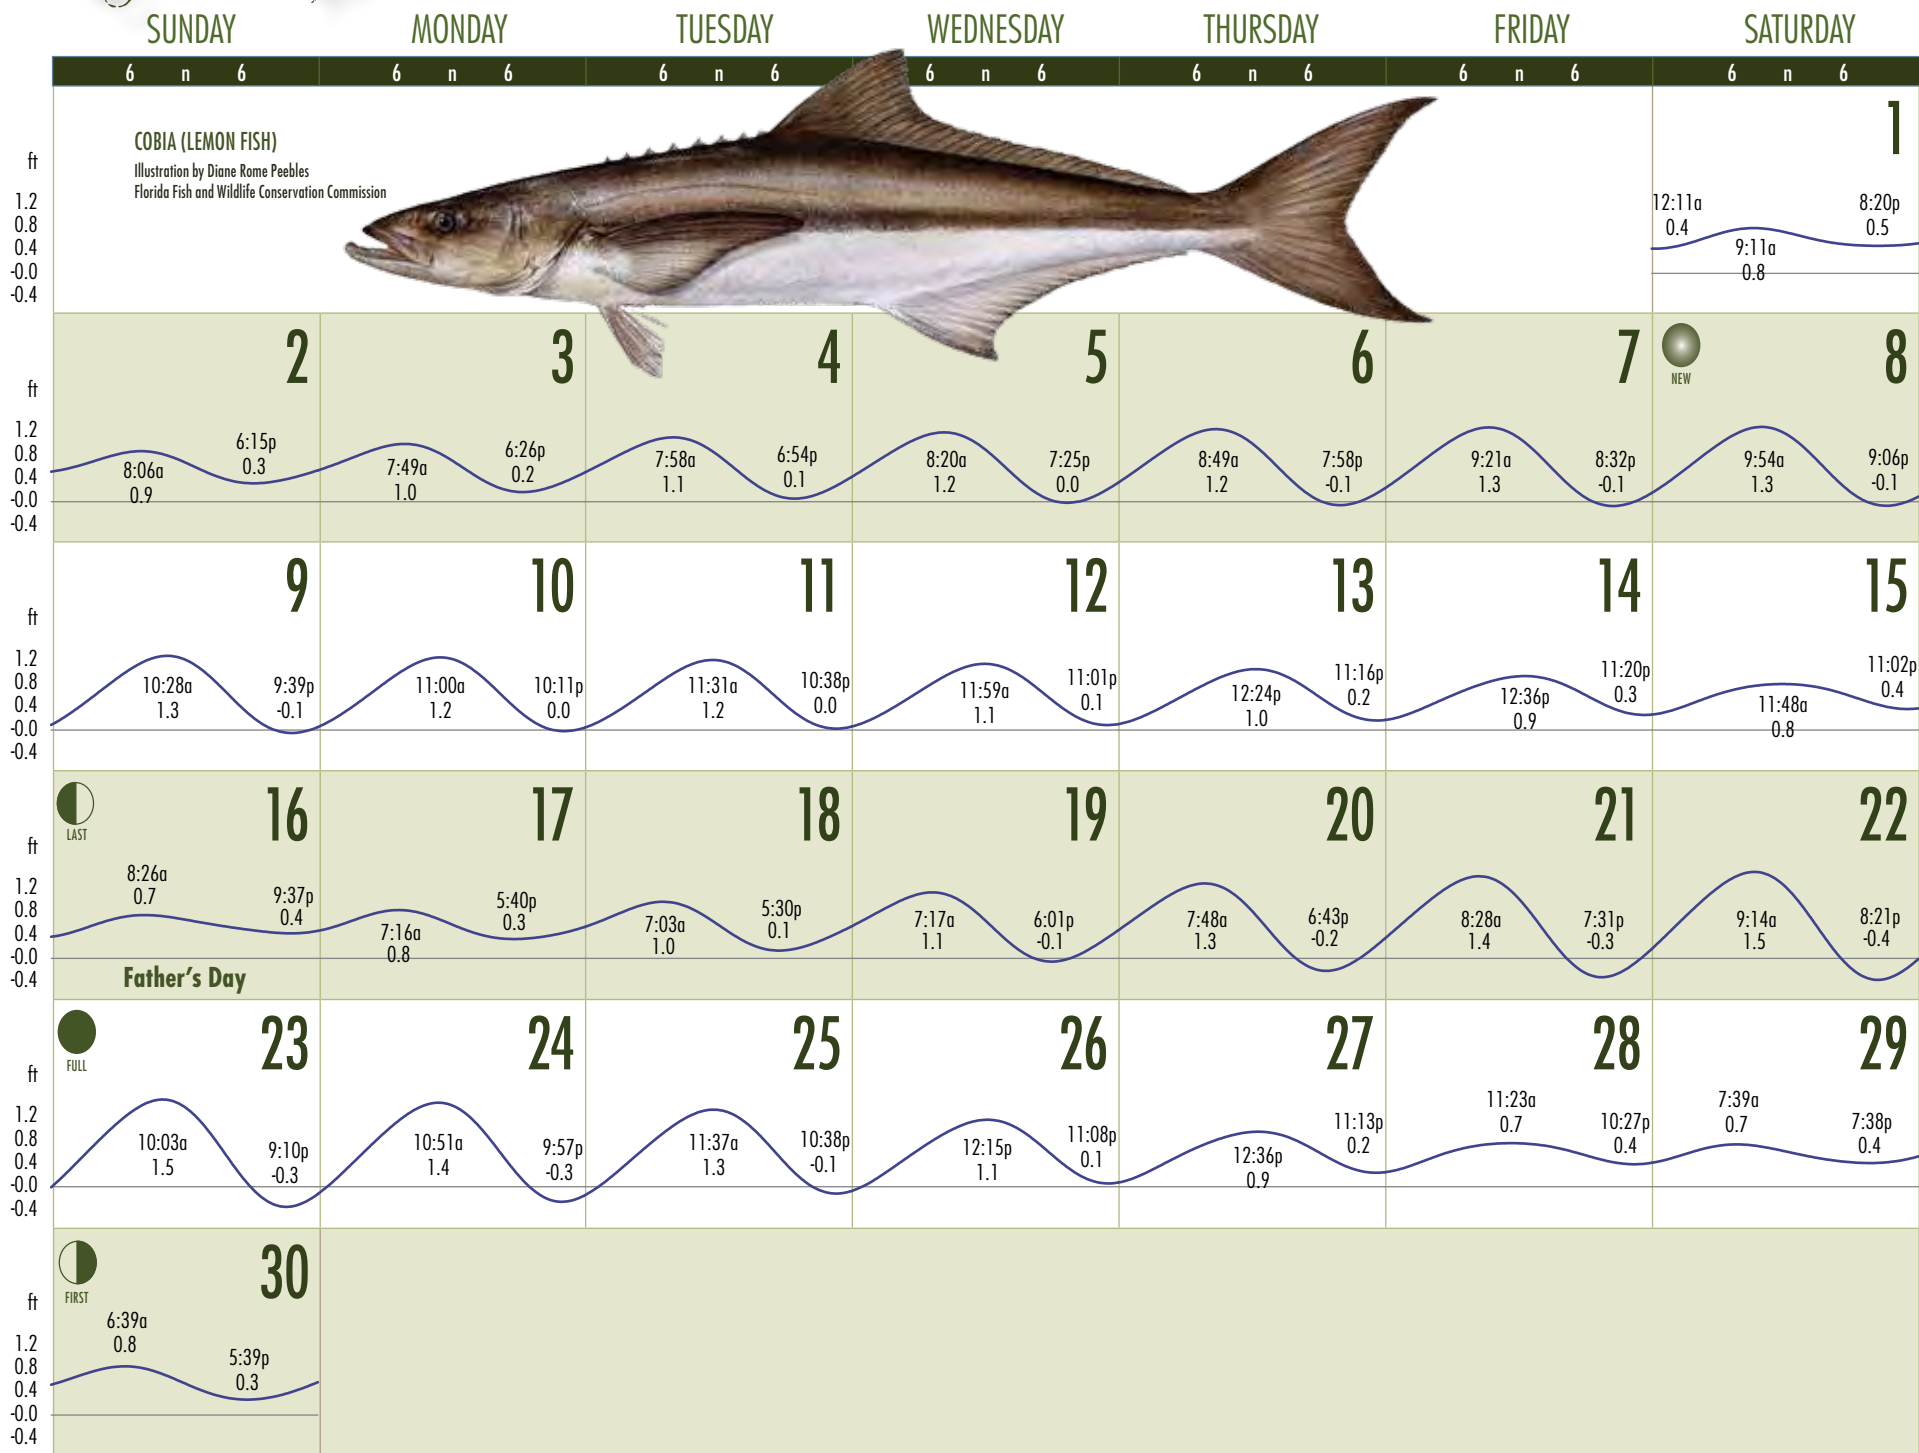 SUNDAY MONDAY TUESDAY WEDNESDAY THURSDAY FRIDAY SATURDAY
6 n 6 6 n 6 6 n 6 6 n 6 6 n 6 6 n 6 6 n 6
COBIA (LEMON FISH)
Illustration by Diane Rome Peebles
Florida Fish and Wildlife Conservation Commission
1
ft
1.2
0.8
0.4
-0.0
-0.4
12:11a
0.4
9:11a
0.8
8:20p
0.5
2 3 4 5 6 7 8
NEW
ft
1.2
0.8
0.4
-0.0
-0.4
8:06a
0.9
6:15p
0.3
7:49a
1.0
6:26p
0.2
7:58a
1.1
6:54p
0.1
8:20a
1.2
7:25p
0.0
8:49a
1.2
7:58p
-0.1
9:21a
1.3
8:32p
-0.1
9:54a
1.3
9:06p
-0.1
9 10 11 12 13 14 15
ft
1.2
0.8
0.4
-0.0
-0.4
10:28a
1.3
9:39p
-0.1
11:00a
1.2
10:11p
0.0
11:31a
1.2
10:38p
0.0
11:59a
1.1
11:01p
0.1
12:24p
1.0
11:16p
0.2
12:36p
0.9
11:20p
0.3
11:48a
0.8
11:02p
0.4
LAST
16 17 18 19 20 21 22
ft
1.2
0.8
0.4
-0.0
-0.4
8:26a
0.7
9:37p
0.4
Father's Day
7:16a
0.8
5:40p
0.3
7:03a
1.0
5:30p
0.1
7:17a
1.1
6:01p
-0.1
7:48a
1.3
6:43p
-0.2
8:28a
1.4
7:31p
-0.3
9:14a
1.5
8:21p
-0.4
FULL
23 24 25 26 27 28 29
ft
1.2
0.8
0.4
-0.0
-0.4
10:03a
1.5
9:10p
-0.3
10:51a
1.4
9:57p
-0.3
11:37a
1.3
10:38p
-0.1
12:15p
1.1
11:08p
0.1
12:36p
0.9
11:13p
0.2
11:23a
0.7
10:27p
0.4
7:39a
0.7
7:38p
0.4
FIRST
30
ft
1.2
0.8
0.4
-0.0
-0.4
6:39a
0.8
5:39p
0.3